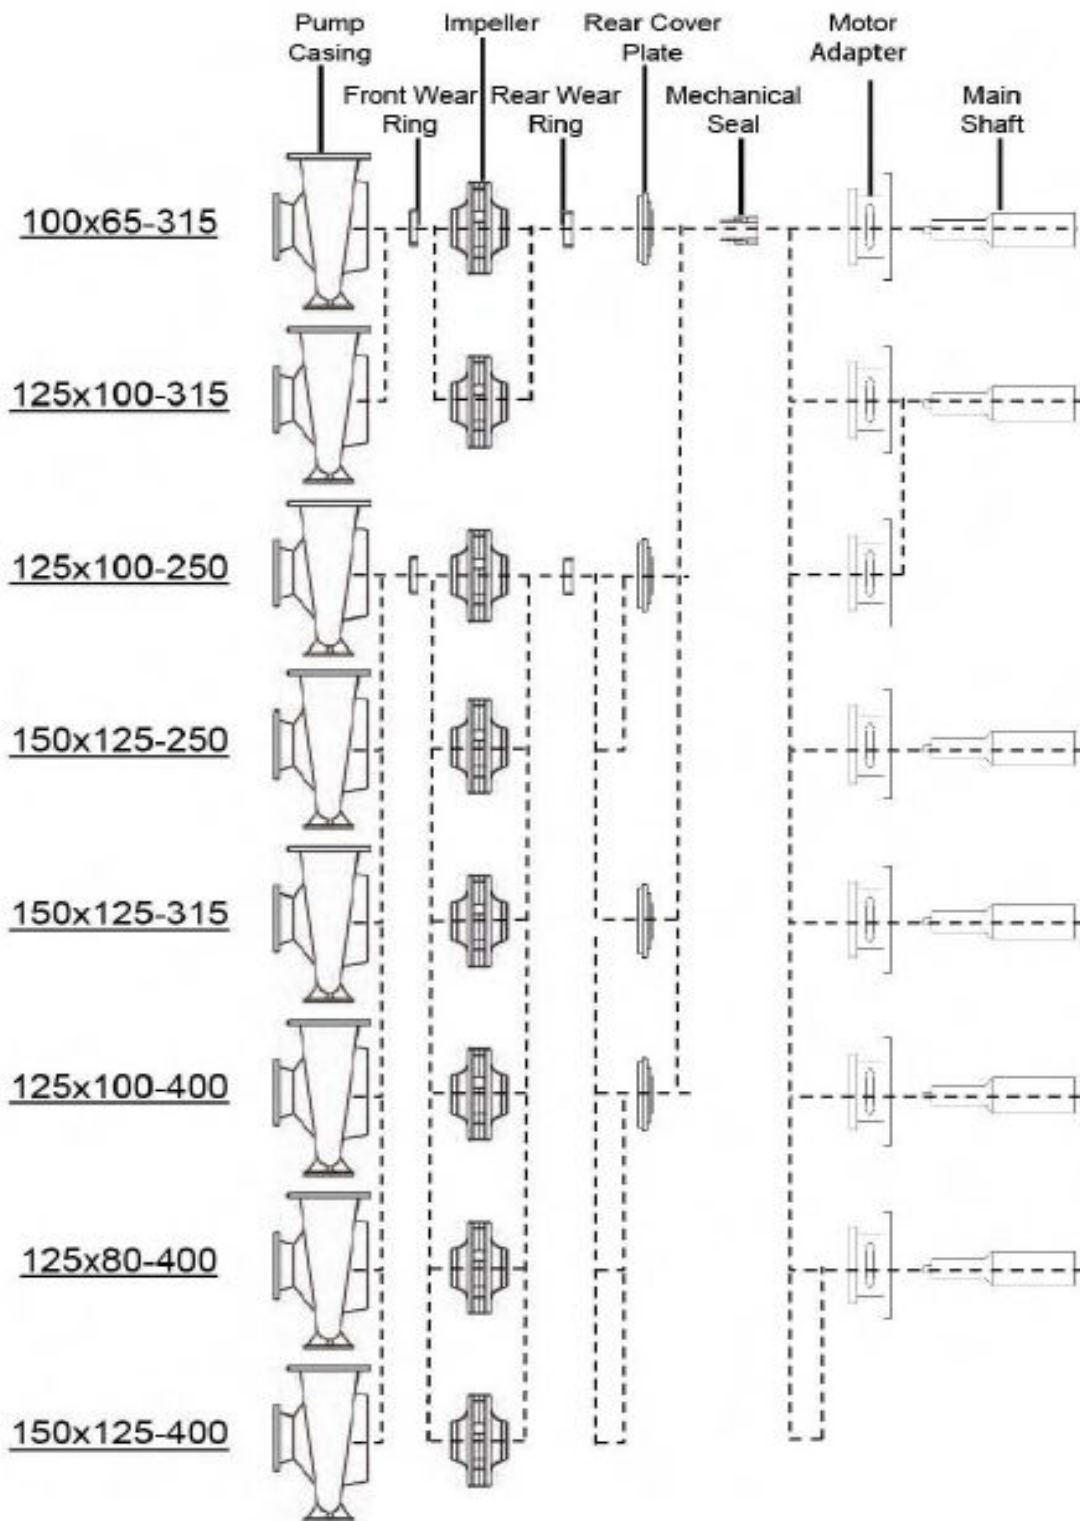 Pump
Casing
Impeller
Rear Cover
Plate
Motor
Adapter
Front Wear
Ring
Rear Wear
Ring
Mechanical
Seal
Main
Shaft
100x65-315
125x100-315
125x100-250
150x125-250
150x125-315
125x100-400
125x80-400
150x125-400